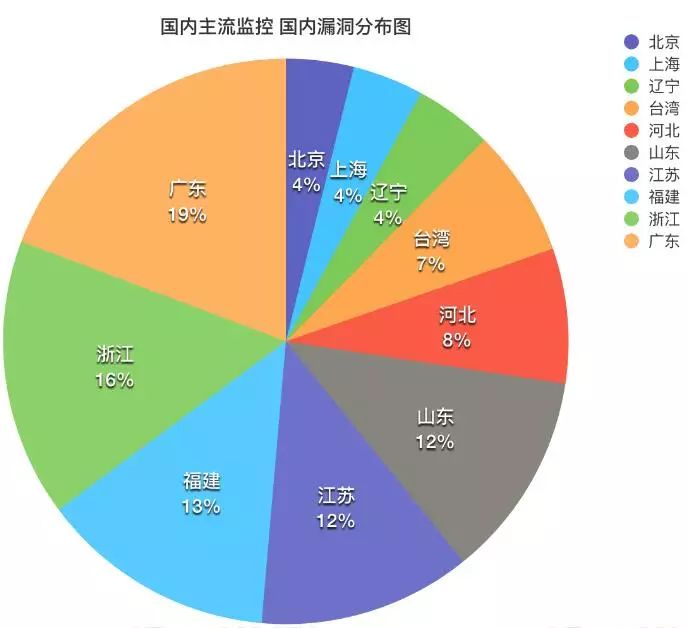 国内主流监控 国内漏洞分布图
北京
上海
辽宁
台湾
河北
山东
江苏
福建
浙江
广东
北京
4%
上海
4%
辽宁
4%
台湾
7%
河北
8%
山东
12%
江苏
12%
福建
13%
浙江
16%
广东
19%